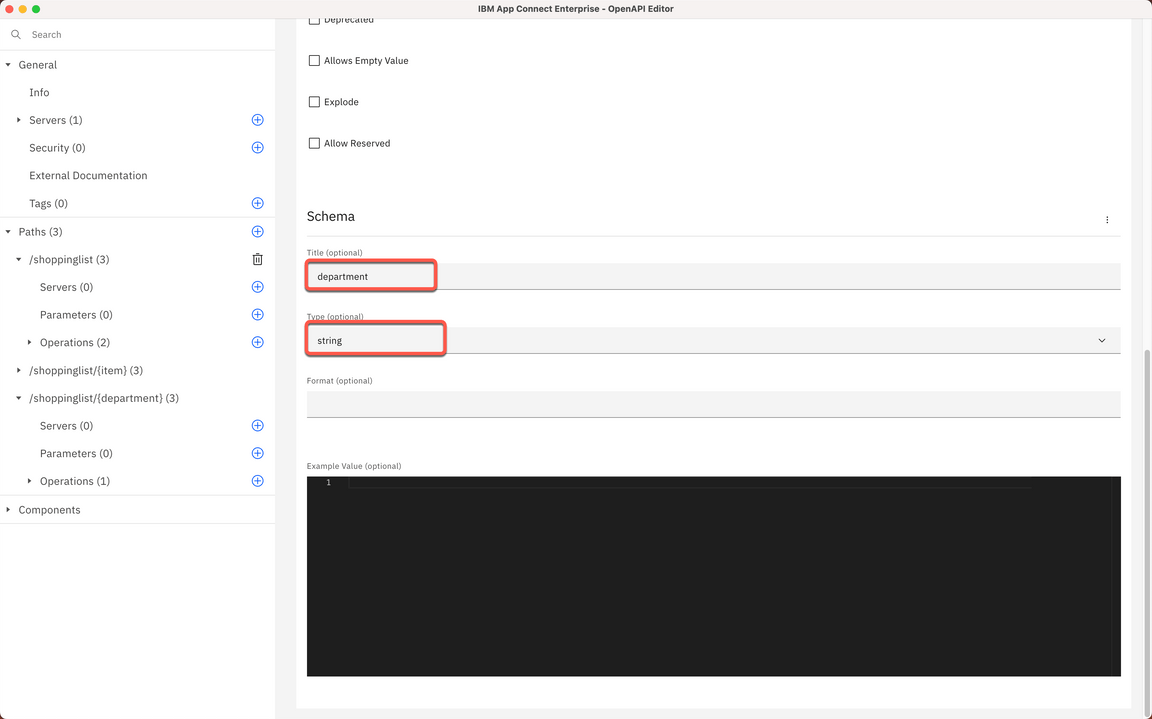 IBM App Connect Enterprise - OpenAPI Editor
Search
General
Info
Servers (1)
Security (0)
External Documentation
Tags (0)
Paths (3)
/shoppinglist (3)
Servers (0)
Parameters (0)
Operations (2)
/shoppinglist/{item} (3)
/shoppinglist/{department} (3)
Servers (0)
Parameters (0)
Operations (1)
Components
Deprecated
Allows Empty Value
Explode
Allow Reserved
Schema
Title (optional)
department
Type (optional)
string
Format (optional)
Example Value (optional)
1